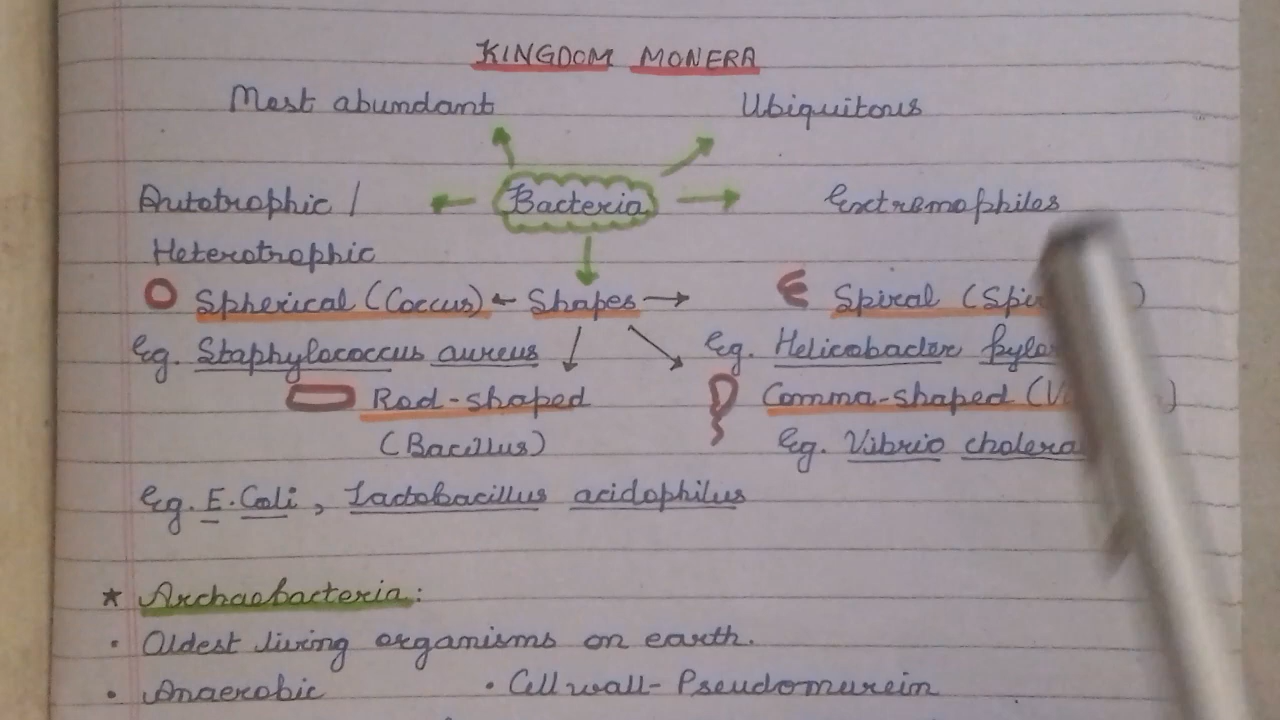 KINGDOM MONERA
Most abundant Ubiquitous
Autotrophic / Bacteria Extremophiles
Heterotrophic
Spherical (Coccus) ← Shapes → Spiral ( )
Eg. Staphylococcus aureus Eg. Helicobacter
Rod-shaped Comma-shaped ( )
(Bacillus) Eg. Vibrio cholera
Eg. E. Coli, Lactobacillus acidophilus
* Archaebacteria:
• Oldest living organisms on earth.
• Anaerobic • Cell wall - Pseudomurein